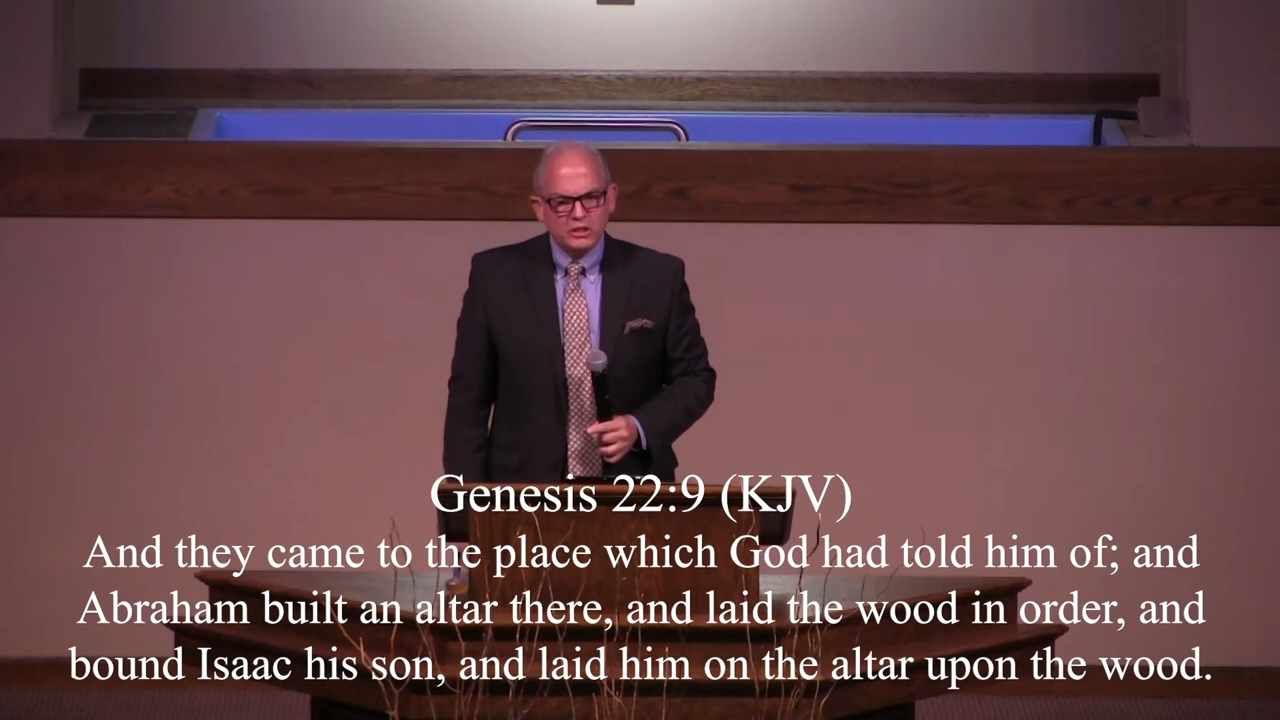 Genesis 22:9 (KJV)
And they came to the place which God had told him of; and
Abraham built an altar there, and laid the wood in order, and
bound Isaac his son, and laid him on the altar upon the wood.